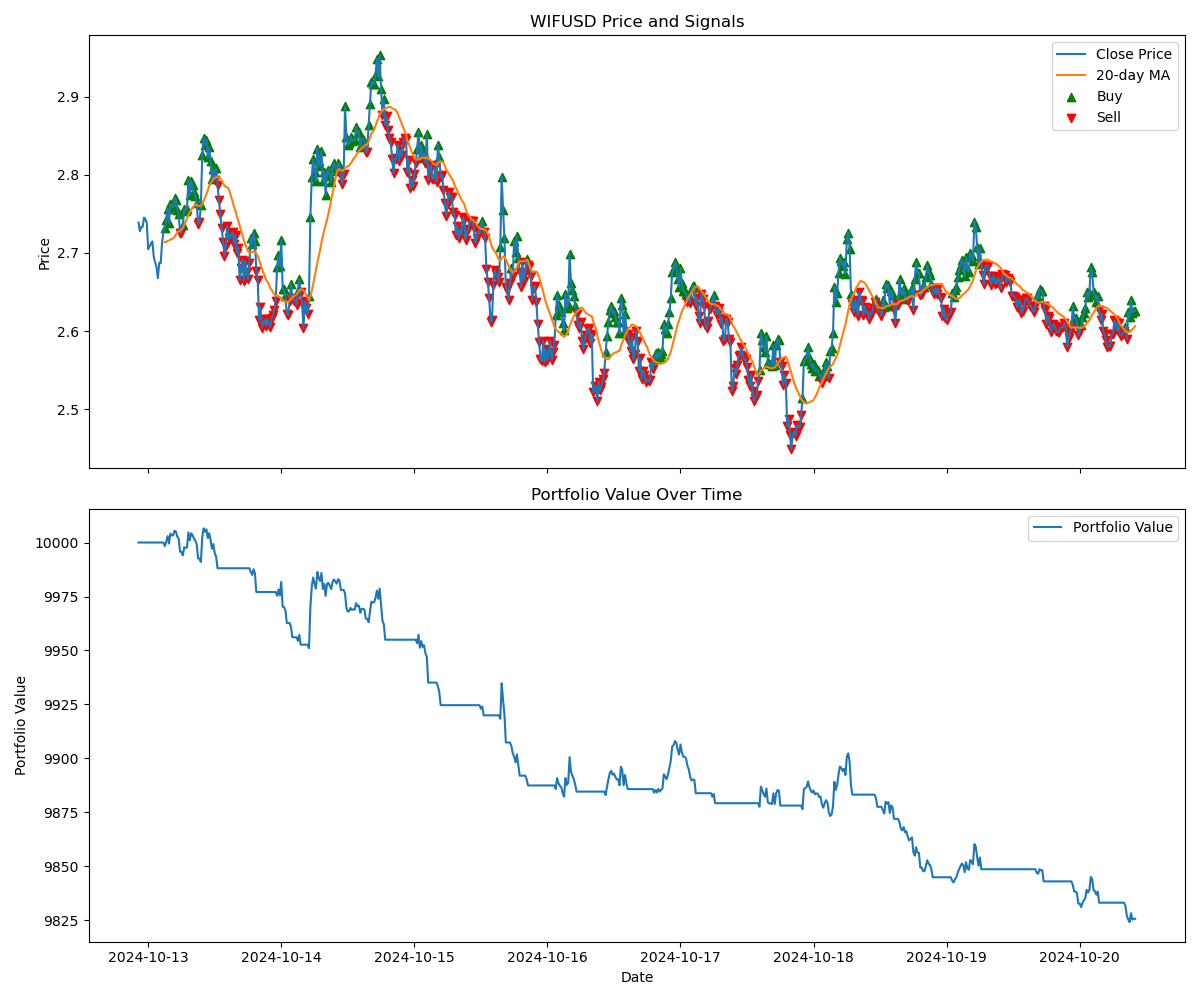 WIFUSD Price and Signals
Price
2.9
2.8
2.7
2.6
2.5
Close Price
20-day MA
Buy
Sell
Portfolio Value Over Time
Portfolio Value
10000
9975
9950
9925
9900
9875
9850
9825
Portfolio Value
2024-10-13
2024-10-14
2024-10-15
2024-10-16
2024-10-17
2024-10-18
2024-10-19
2024-10-20
Date